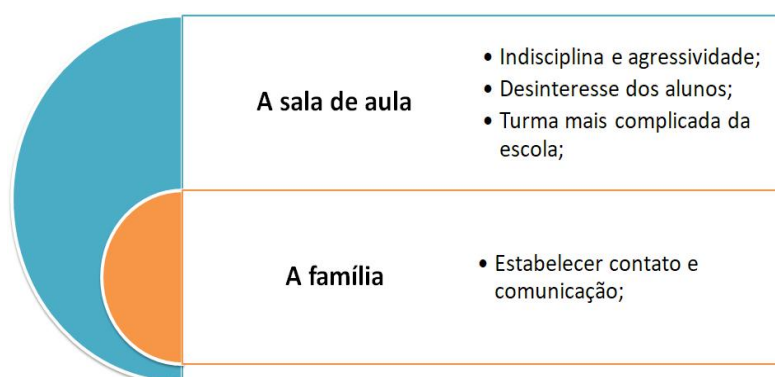 A sala de aula
• Indisciplina e agressividade;
• Desinteresse dos alunos;
• Turma mais complicada da
escola;
A família
• Estabelecer contato e
comunicação;